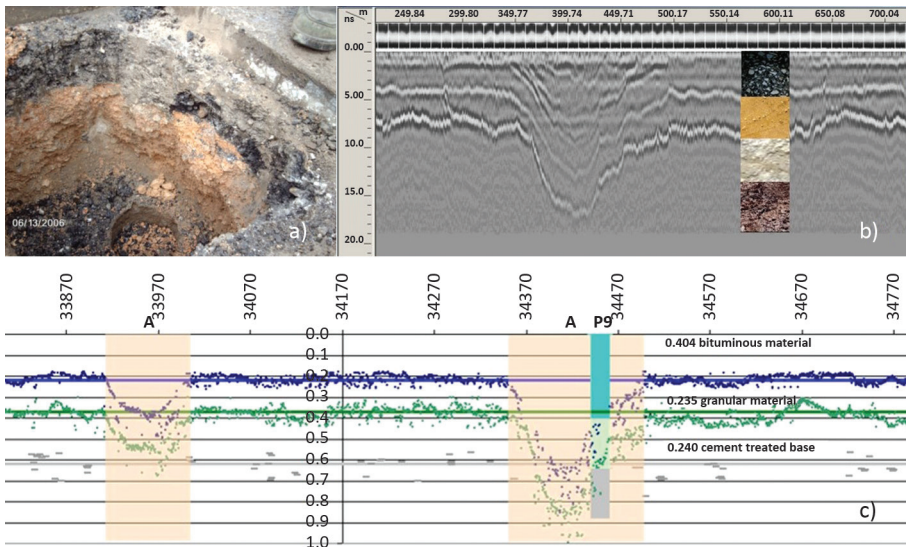 m
249.84 299.80 349.77 399.74 449.71 500.17 550.14 600.11 650.08 700.04
ns
0.00
5.00
10.0
15.0
20.0
06/13/2006
a)
b)
33870 33970 34070 34170 34270 34370 34470 34570 34670 34770
A A P9
0.0
0.1
0.2
0.3
0.4
0.5
0.6
0.7
0.8
0.9
1.0
0.404 bituminous material
0.235 granular material
0.240 cement treated base
c)